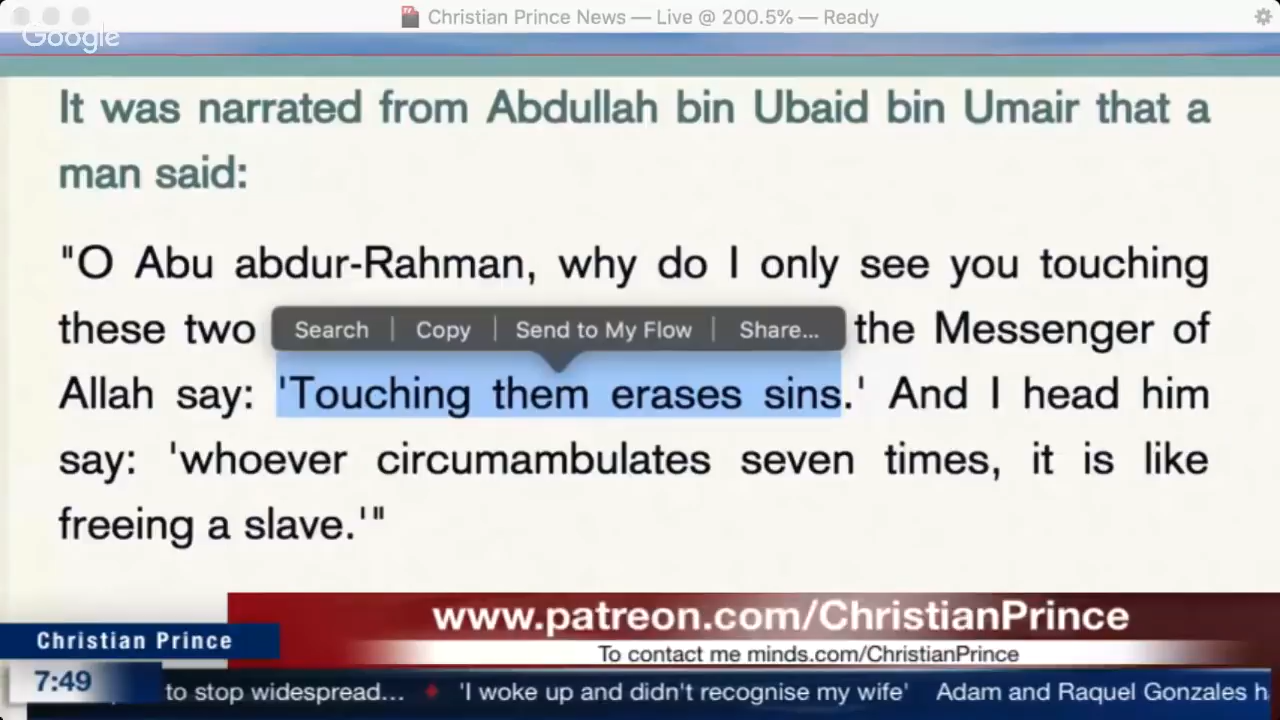 Christian Prince News — Live @ 200.5% — Ready
Google
It was narrated from Abdullah bin Ubaid bin Umair that a
man said:
"O Abu abdur-Rahman, why do I only see you touching
these two
Search
Copy
Send to My Flow
Share...
the Messenger of
Allah say: 'Touching them erases sins.' And I head him
say: 'whoever circumambulates seven times, it is like
freeing a slave.'"
www.patreon.com/ChristianPrince
Christian Prince
To contact me minds.com/ChristianPrince
7:49
to stop widespread... 'I woke up and didn't recognise my wife' Adam and Raquel Gonzales h